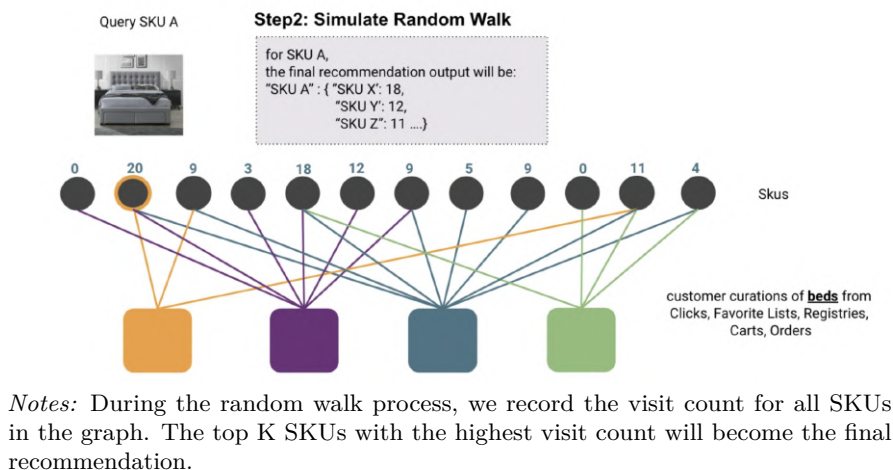 Query SKU A
Step2: Simulate Random Walk
for SKU A,
the final recommendation output will be:
"SKU A" : { "SKU X': 18,
"SKU Y': 12,
"SKU Z": 11 ....}
0 20 9 3 18 12 9 5 9 0 11 4
Skus
customer curations of beds from
Clicks, Favorite Lists, Registries,
Carts, Orders
Notes: During the random walk process, we record the visit count for all SKUs
in the graph. The top K SKUs with the highest visit count will become the final
recommendation.